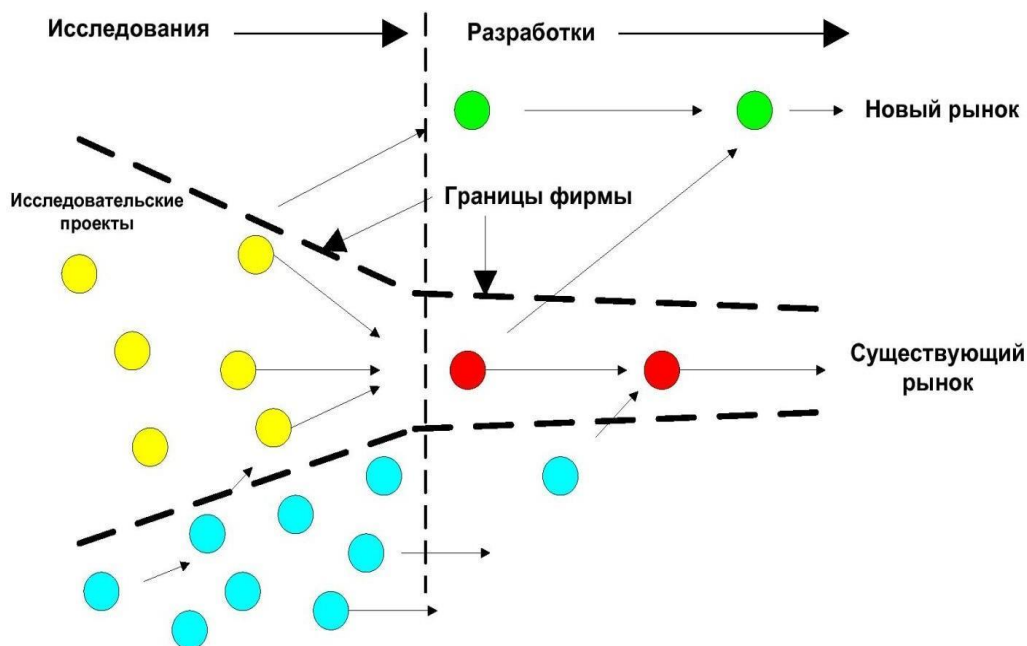 Исследования
Разработки
Новый рынок
Исследовательские
проекты
Границы фирмы
Существующий
рынок